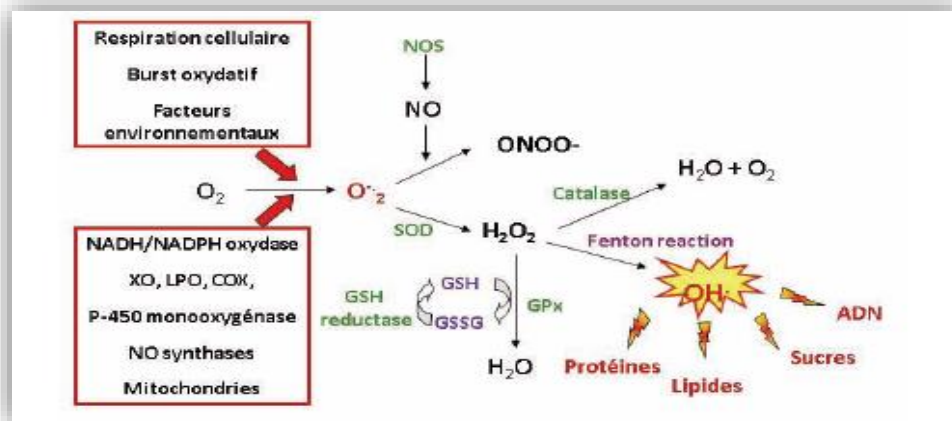 Respiration cellulaire
Burst oxydatif
Facteurs
environnementaux
NOS
NO
ONOO-
O₂
O·-₂
H₂O + O₂
Catalase
SOD
H₂O₂
Fenton reaction
OH·
NADH/NADPH oxydase
XO, LPO, COX,
P-450 monooxygénase
NO synthases
Mitochondries
GSH
reductase
GSH
GSSG
GPx
H₂O
ADN
Sucres
Lipides
Protéines